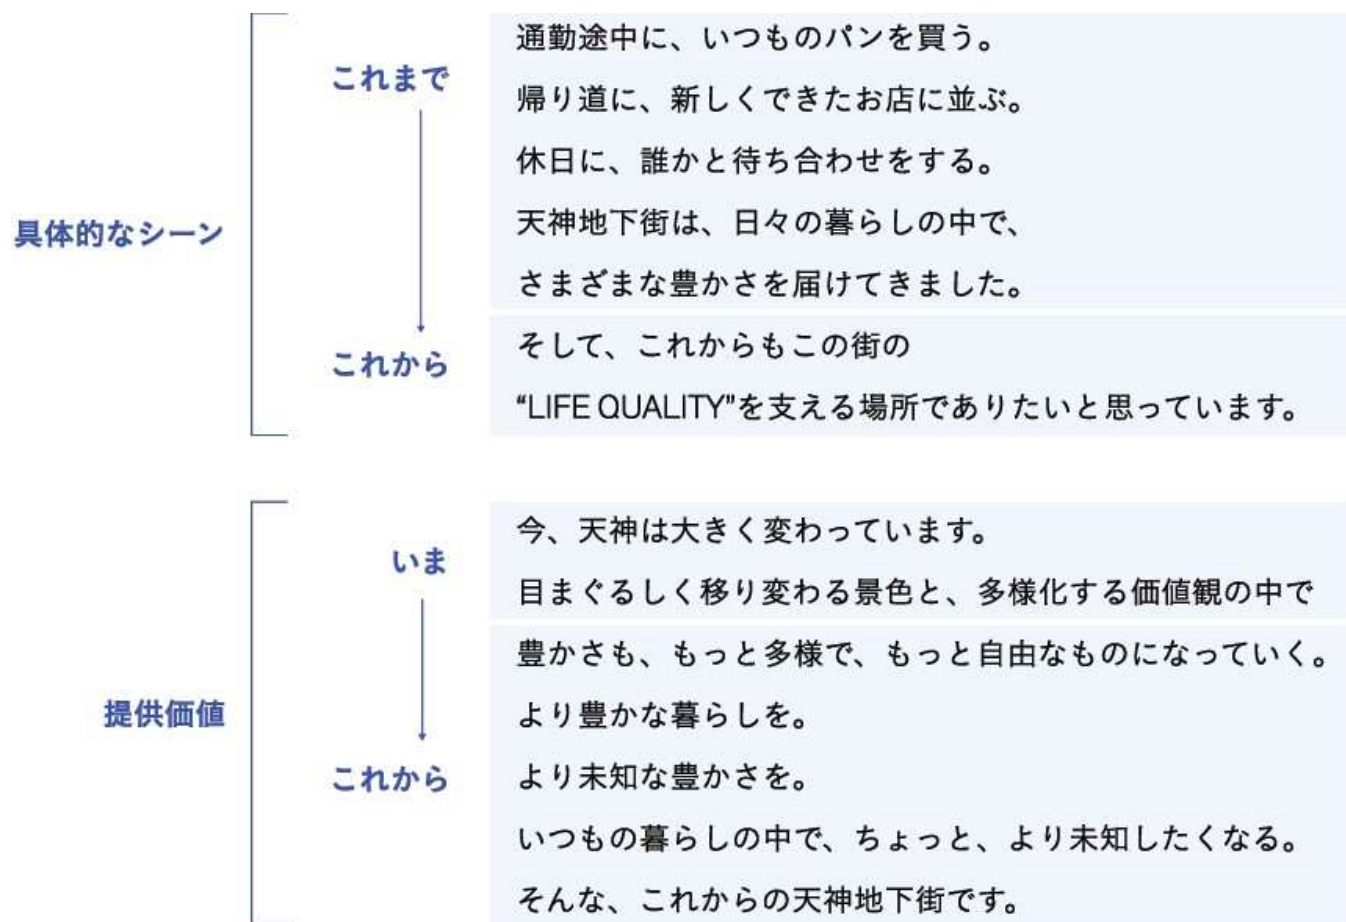 具体的なシーン
これまで
通勤途中に、いつものパンを買う。
帰り道に、新しくできたお店に並ぶ。
休日に、誰かと待ち合わせをする。
天神地下街は、日々の暮らしの中で、
さまざまな豊かさを届けてきました。
これから
そして、これからもこの街の
“LIFE QUALITY”を支える場所でありたいと思っています。
提供価値
いま
今、天神は大きく変わっています。
目まぐるしく移り変わる景色と、多様化する価値観の中で
これから
豊かさも、もっと多様で、もっと自由なものになっていく。
より豊かな暮らしを。
より未知な豊かさを。
いつもの暮らしの中で、ちょっと、より未知したくなる。
そんな、これからの天神地下街です。